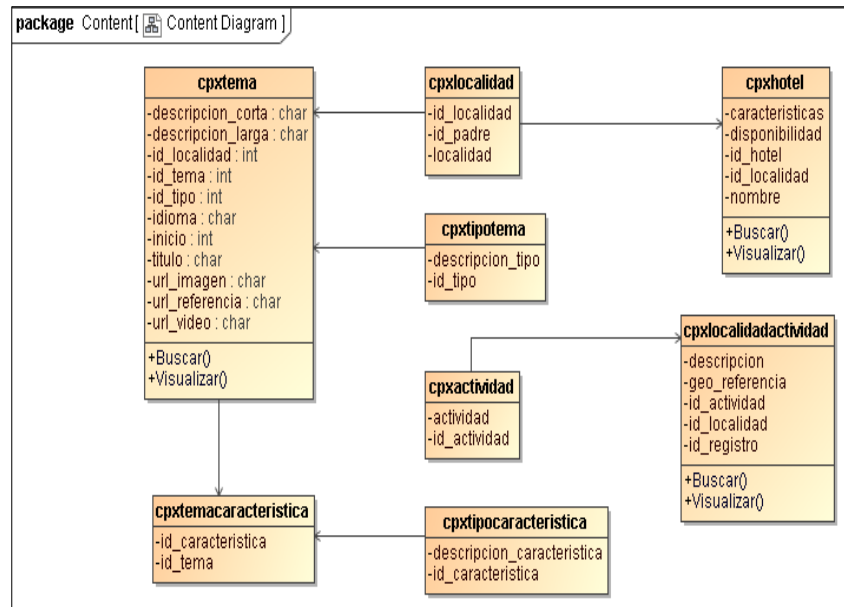 package Content[ Content Diagram ]
cpxtema
-descripcion_corta : char
-descripcion_larga : char
-id_localidad : int
-id_tema : int
-id_tipo : int
-idioma : char
-inicio : int
-titulo : char
-url_imagen : char
-url_referencia : char
-url_video : char
+Buscar()
+Visualizar()
cpxlocalidad
-id_localidad
-id_padre
-localidad
cpxhotel
-caracteristicas
-disponibilidad
-id_hotel
-id_localidad
-nombre
+Buscar()
+Visualizar()
cpxtipotema
-descripcion_tipo
-id_tipo
cpxactividad
-actividad
-id_actividad
cpxlocalidadactividad
-descripcion
-geo_referencia
-id_actividad
-id_localidad
-id_registro
+Buscar()
+Visualizar()
cpxtemacaracteristica
-id_caracteristica
-id_tema
cpxtipocaracteristica
-descripcion_caracteristica
-id_caracteristica